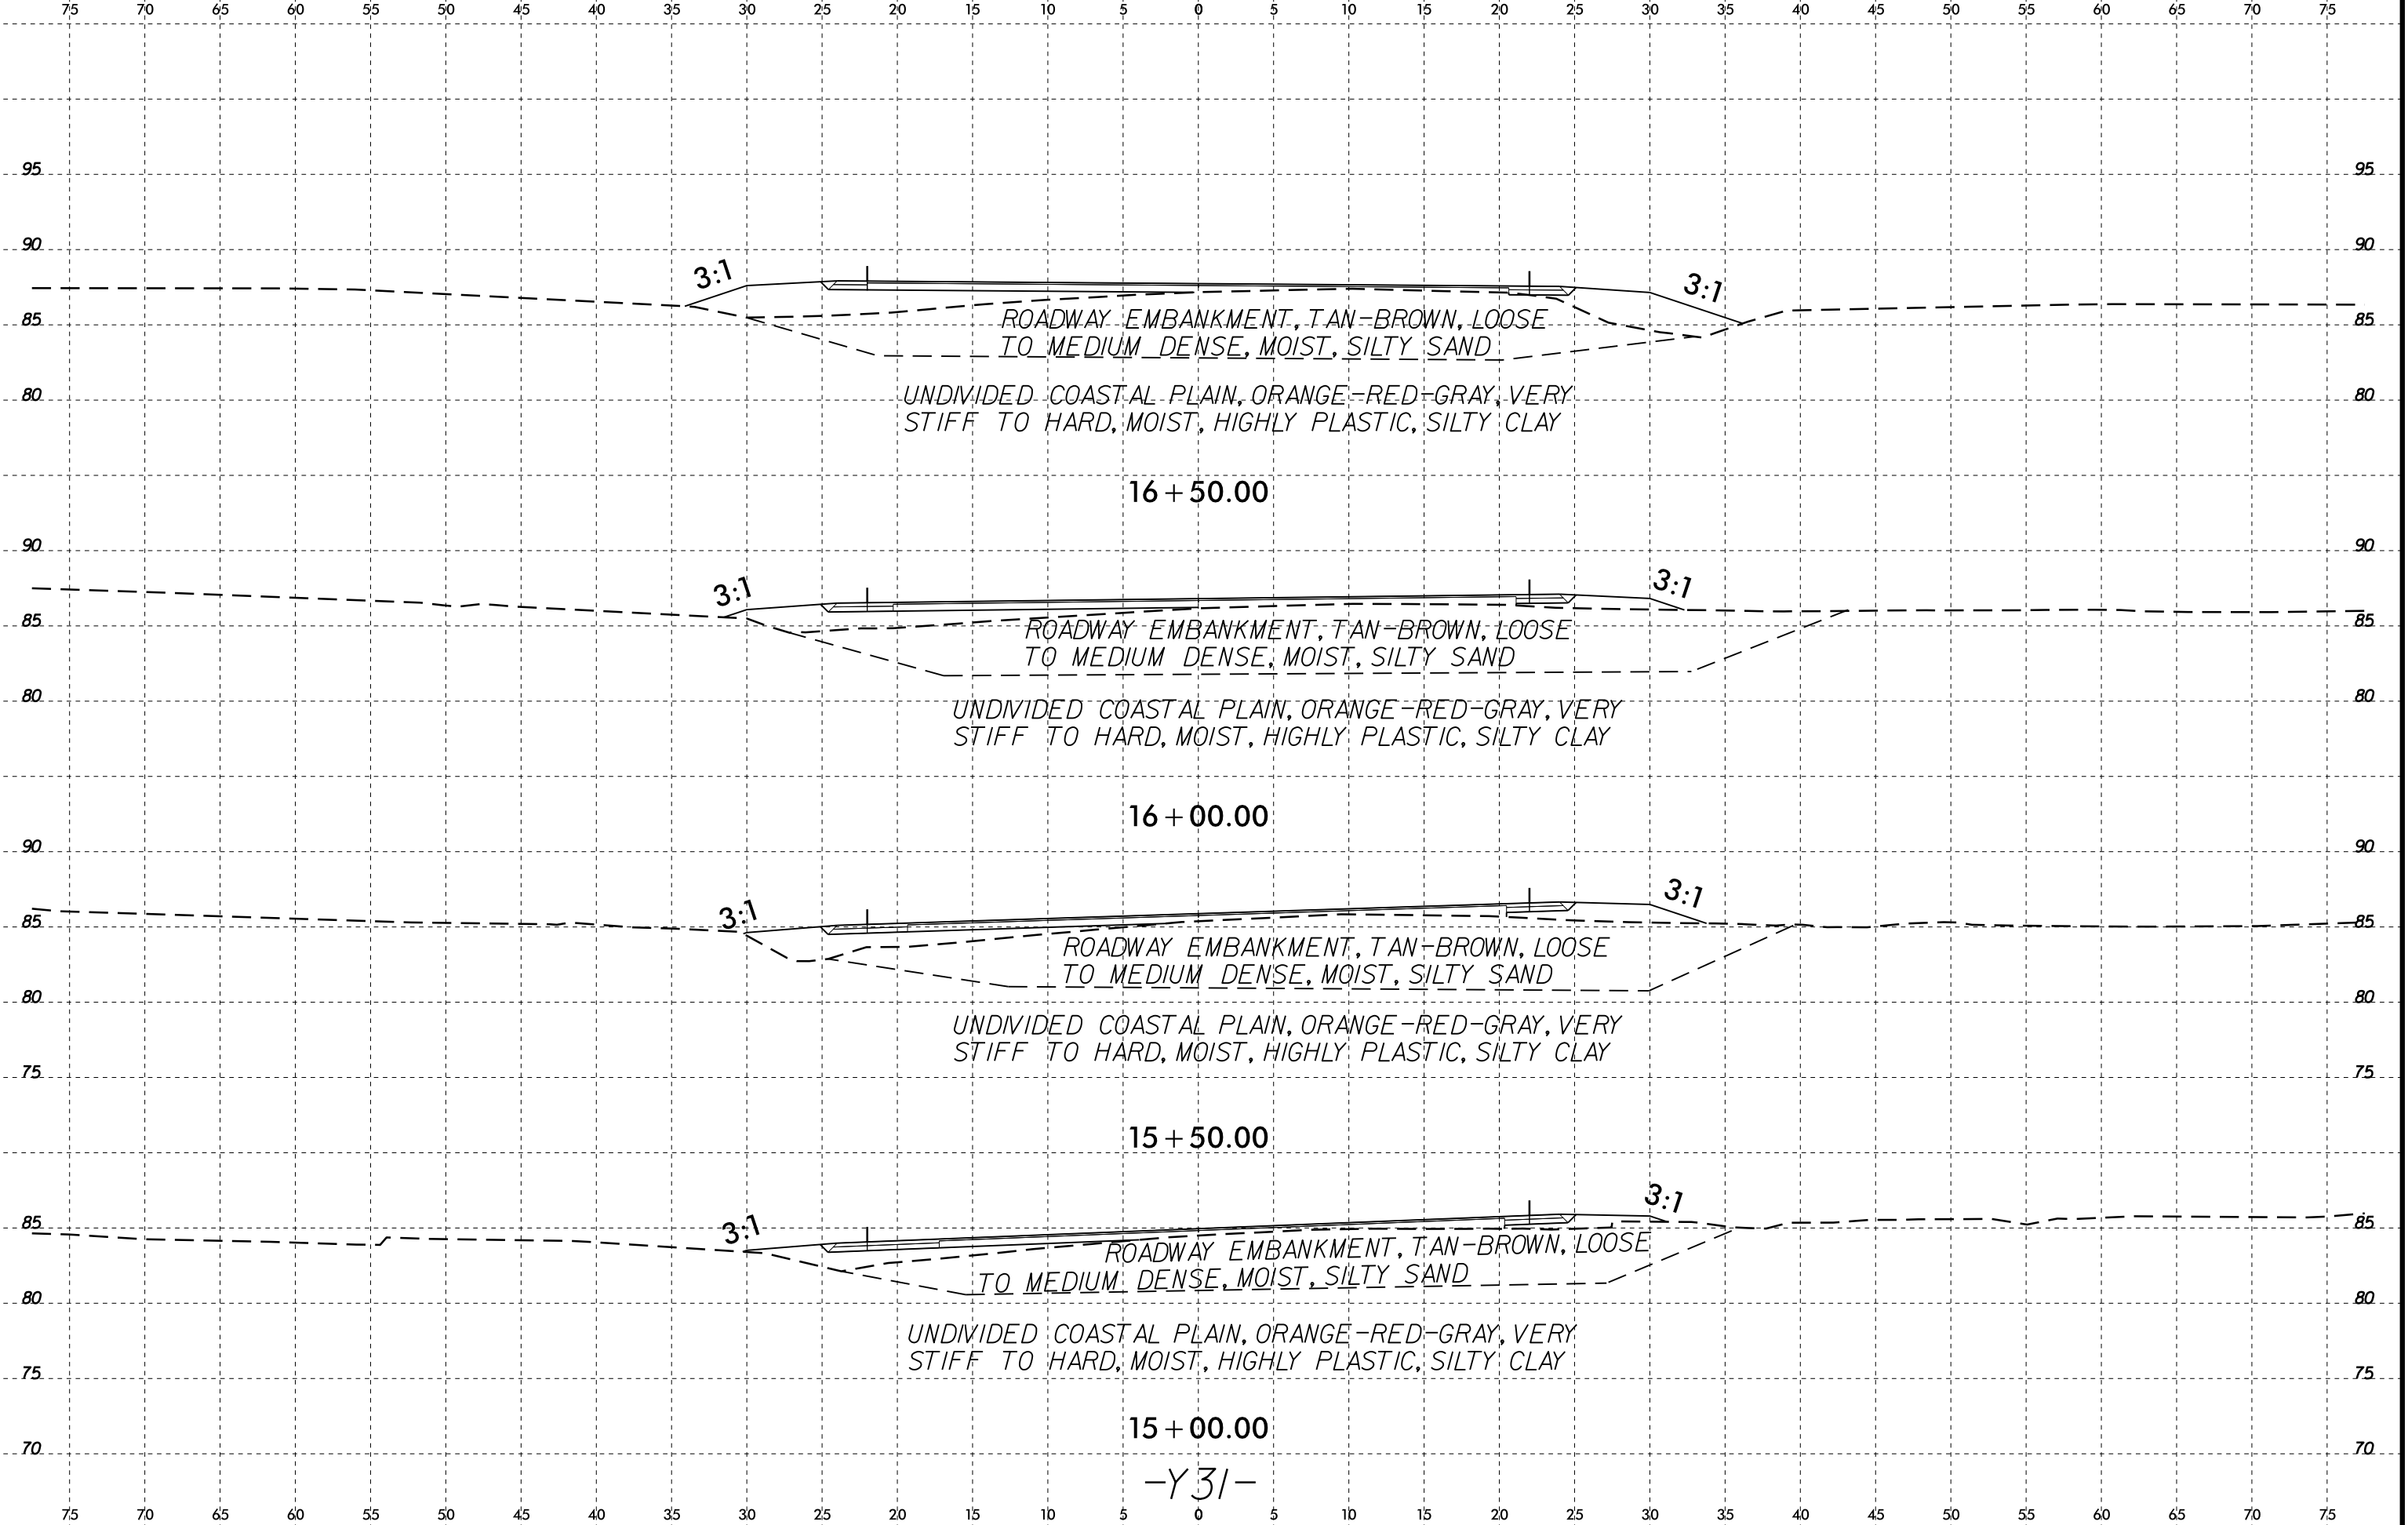 75 70 65 60 55 50 45 40 35 30 25 20 15 10 5 0 5 10 15 20 25 30 35 40 45 50 55 60 65 70 75
95 95
90 90
3:1 3:1
85 85
ROADWAY EMBANKMENT, TAN-BROWN, LOOSE
TO MEDIUM DENSE, MOIST, SILTY SAND
80 80
UNDIVIDED COASTAL PLAIN, ORANGE-RED-GRAY, VERY
STIFF TO HARD, MOIST, HIGHLY PLASTIC, SILTY CLAY
16+50.00
90 90
3:1 3:1
85 85
ROADWAY EMBANKMENT, TAN-BROWN, LOOSE
TO MEDIUM DENSE, MOIST, SILTY SAND
80 80
UNDIVIDED COASTAL PLAIN, ORANGE-RED-GRAY, VERY
STIFF TO HARD, MOIST, HIGHLY PLASTIC, SILTY CLAY
16+00.00
90 90
3:1 3:1
85 85
ROADWAY EMBANKMENT, TAN-BROWN, LOOSE
TO MEDIUM DENSE, MOIST, SILTY SAND
80 80
UNDIVIDED COASTAL PLAIN, ORANGE-RED-GRAY, VERY
STIFF TO HARD, MOIST, HIGHLY PLASTIC, SILTY CLAY
75 75
15+50.00
3:1 3:1
85 85
ROADWAY EMBANKMENT, TAN-BROWN, LOOSE
TO MEDIUM DENSE, MOIST, SILTY SAND
80 80
UNDIVIDED COASTAL PLAIN, ORANGE-RED-GRAY, VERY
STIFF TO HARD, MOIST, HIGHLY PLASTIC, SILTY CLAY
75 75
15+00.00
70 70
-Y31-
75 70 65 60 55 50 45 40 35 30 25 20 15 10 5 0 5 10 15 20 25 30 35 40 45 50 55 60 65 70 75